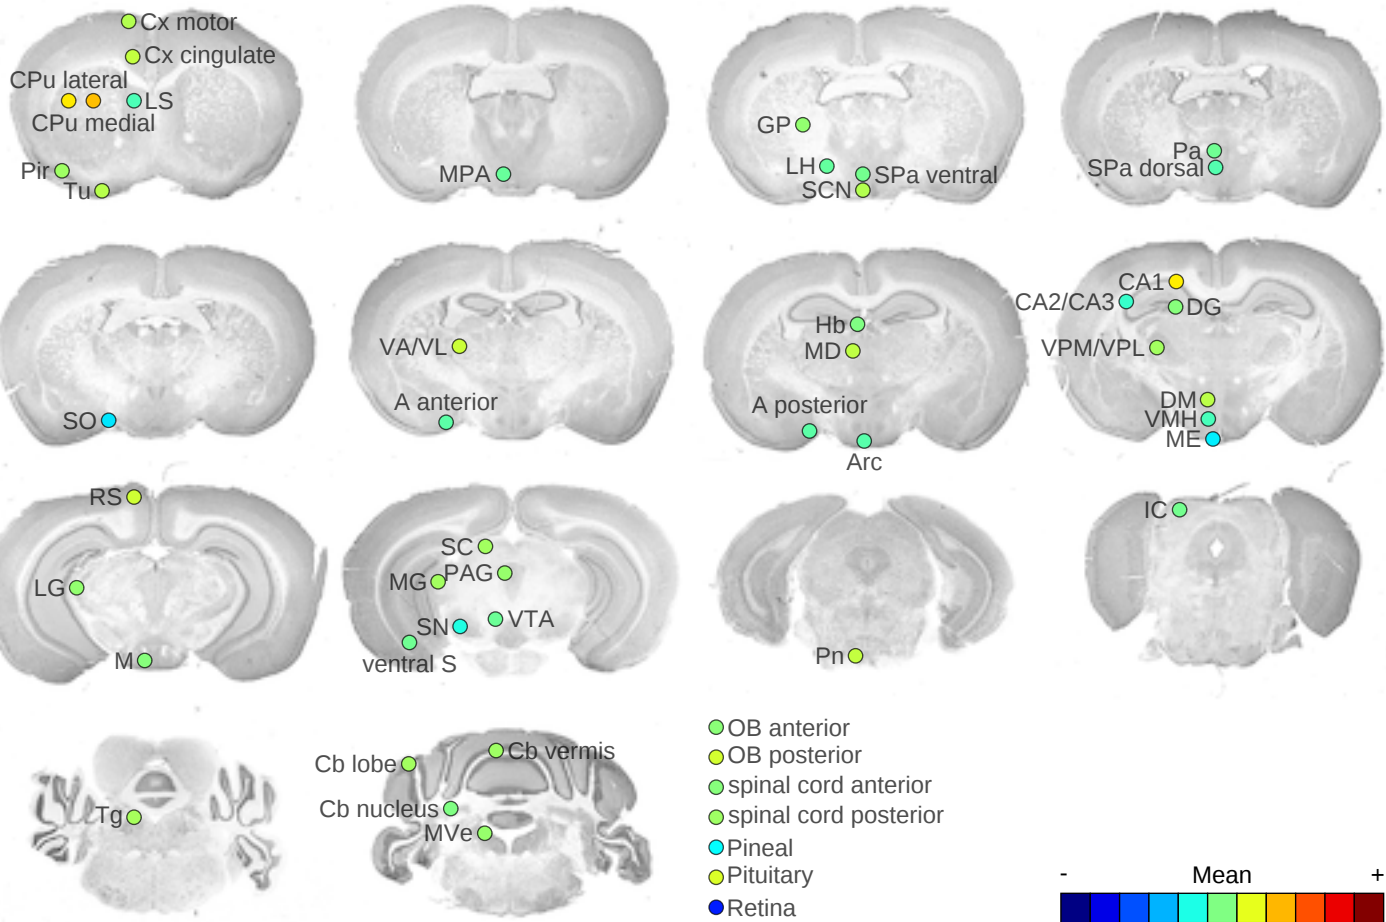 Cx motor
Cx cingulate
CPu lateral
LS
CPu medial
Pir
Tu
MPA
GP
LH
SPa ventral
SCN
Pa
SPa dorsal
SO
VA/VL
A anterior
Hb
MD
A posterior
Arc
CA1
CA2/CA3
DG
VPM/VPL
DM
VMH
ME
RS
LG
M
SC
MG
PAG
SN
VTA
ventral S
Pn
IC
Tg
Cb lobe
Cb vermis
Cb nucleus
MVe
OB anterior
OB posterior
spinal cord anterior
spinal cord posterior
Pineal
Pituitary
Retina
- Mean +